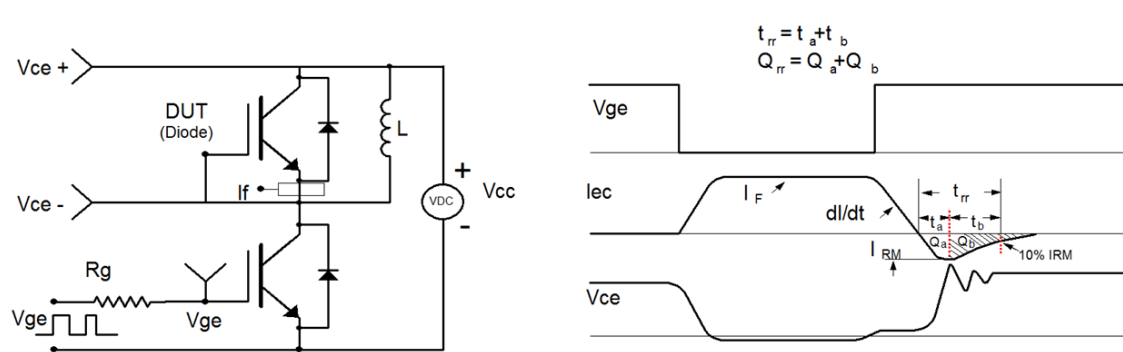 Vce +
DUT
(Diode)
L
+
Vce -
If
VDC
Vcc
-
Rg
Vge
Vge
t rr = t a + t b
Q rr = Q a + Q b
Vge
Iec
I F
dI/dt
t rr
t a
t b
Q a
Q b
I RM
10% IRM
Vce